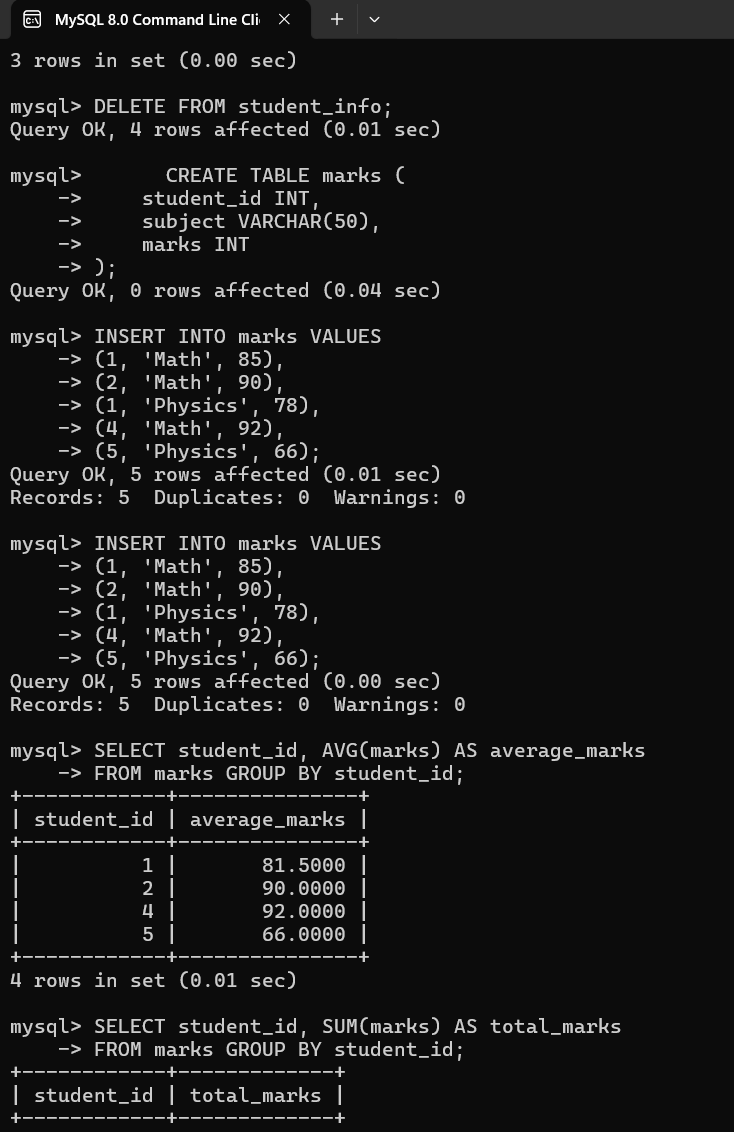 MySQL 8.0 Command Line Cli
3 rows in set (0.00 sec)
mysql> DELETE FROM student_info;
Query OK, 4 rows affected (0.01 sec)
mysql>       CREATE TABLE marks (
    ->     student_id INT,
    ->     subject VARCHAR(50),
    ->     marks INT
    -> );
Query OK, 0 rows affected (0.04 sec)
mysql> INSERT INTO marks VALUES
    -> (1, 'Math', 85),
    -> (2, 'Math', 90),
    -> (1, 'Physics', 78),
    -> (4, 'Math', 92),
    -> (5, 'Physics', 66);
Query OK, 5 rows affected (0.01 sec)
Records: 5  Duplicates: 0  Warnings: 0
mysql> INSERT INTO marks VALUES
    -> (1, 'Math', 85),
    -> (2, 'Math', 90),
    -> (1, 'Physics', 78),
    -> (4, 'Math', 92),
    -> (5, 'Physics', 66);
Query OK, 5 rows affected (0.00 sec)
Records: 5  Duplicates: 0  Warnings: 0
mysql> SELECT student_id, AVG(marks) AS average_marks
    -> FROM marks GROUP BY student_id;
+------------+---------------+
| student_id | average_marks |
+------------+---------------+
|          1 |       81.5000 |
|          2 |       90.0000 |
|          4 |       92.0000 |
|          5 |       66.0000 |
+------------+---------------+
4 rows in set (0.01 sec)
mysql> SELECT student_id, SUM(marks) AS total_marks
    -> FROM marks GROUP BY student_id;
+------------+-------------+
| student_id | total_marks |
+------------+-------------+